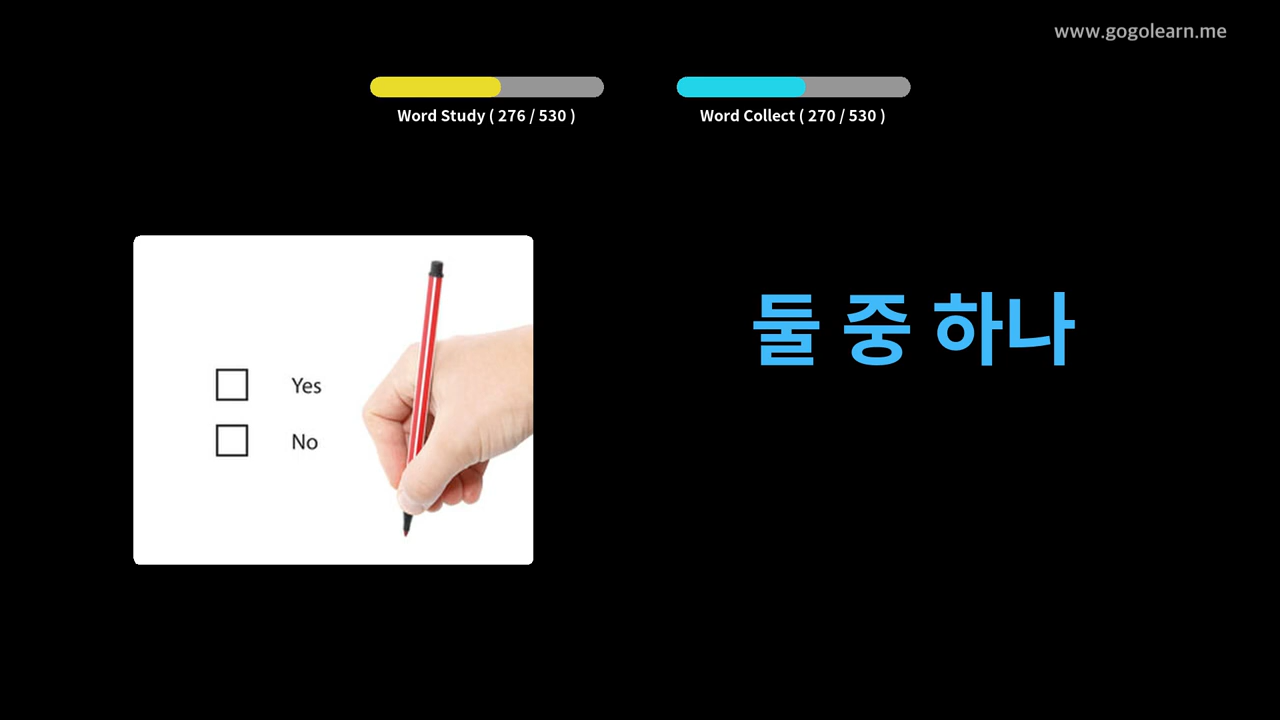 www.gogolearn.me
Word Study ( 276 / 530 )
Word Collect ( 270 / 530 )
Yes
No
둘 중 하나